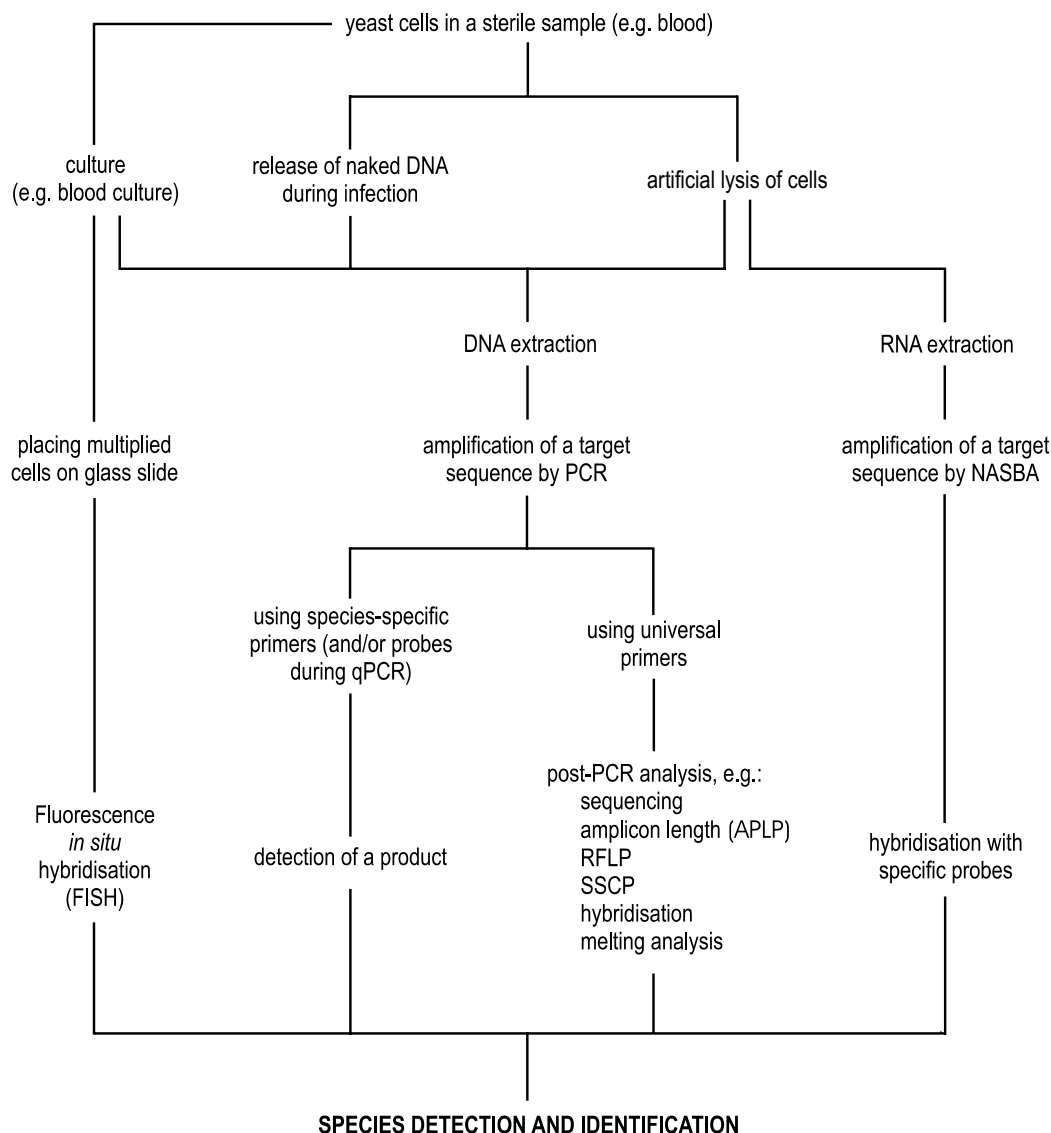 yeast cells in a sterile sample (e.g. blood)
culture
(e.g. blood culture)
release of naked DNA
during infection
artificial lysis of cells
DNA extraction
RNA extraction
placing multiplied
cells on glass slide
amplification of a target
sequence by PCR
amplification of a target
sequence by NASBA
using species-specific
primers (and/or probes
during qPCR)
using universal
primers
Fluorescence
in situ
hybridisation
(FISH)
detection of a product
post-PCR analysis, e.g.:
sequencing
amplicon length (APLP)
RFLP
SSCP
hybridisation
melting analysis
hybridisation with
specific probes
SPECIES DETECTION AND IDENTIFICATION